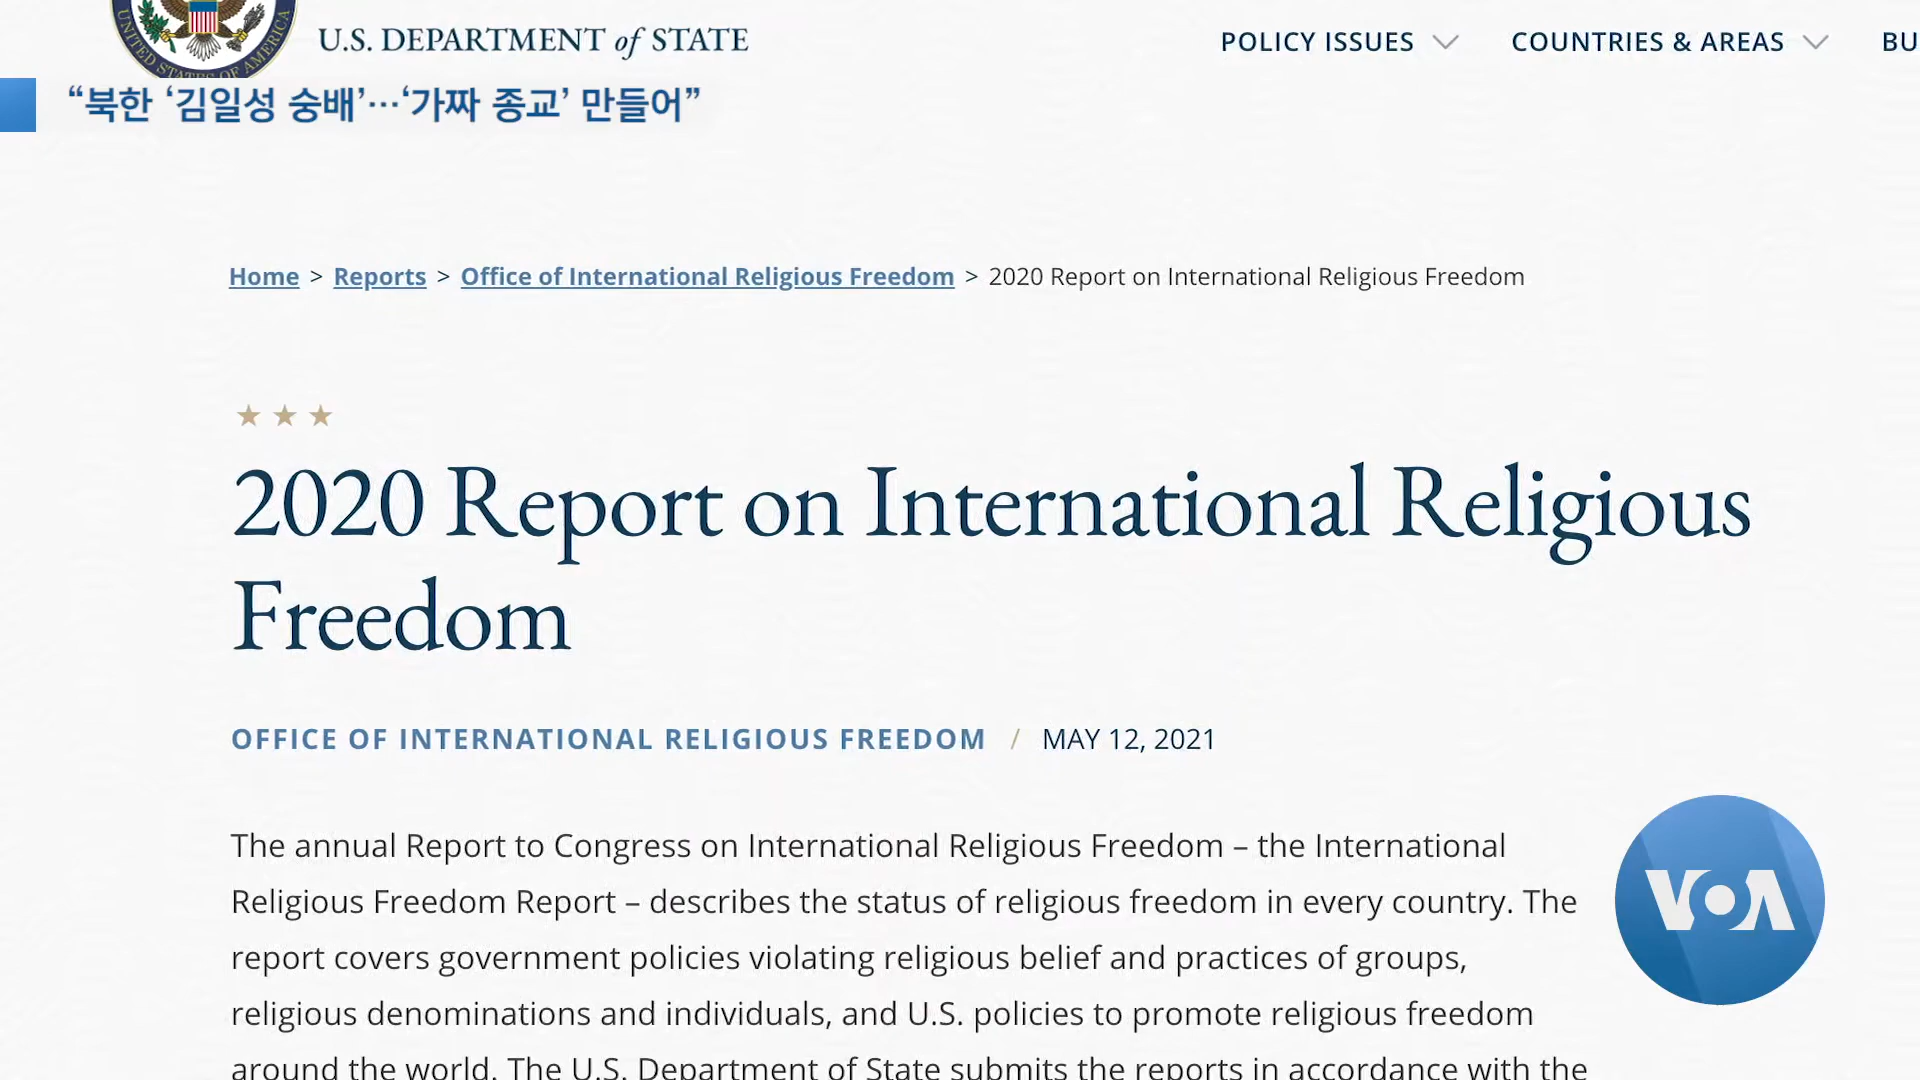 U.S. DEPARTMENT of STATE
POLICY ISSUES
COUNTRIES & AREAS
BU
UNITED STATES OF AMERICA
“북한 ‘김일성 숭배’…‘가짜 종교’ 만들어”
Home > Reports > Office of International Religious Freedom > 2020 Report on International Religious Freedom
2020 Report on International Religious
Freedom
OFFICE OF INTERNATIONAL RELIGIOUS FREEDOM / MAY 12, 2021
The annual Report to Congress on International Religious Freedom – the International
Religious Freedom Report – describes the status of religious freedom in every country. The
report covers government policies violating religious belief and practices of groups,
religious denominations and individuals, and U.S. policies to promote religious freedom
around the world. The U.S. Department of State submits the reports in accordance with the
VOA